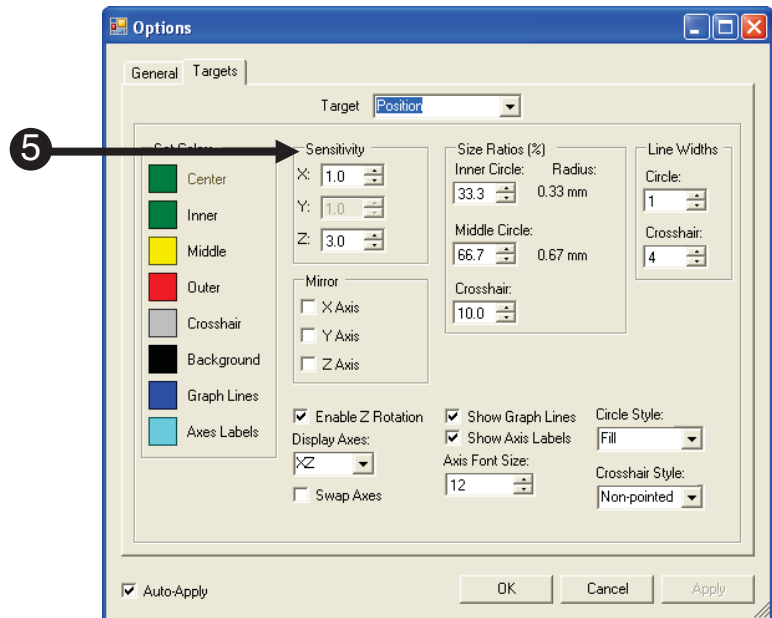 Options
General Targets
Target Position
5
Set Colors
Center
Inner
Middle
Outer
Crosshair
Background
Graph Lines
Axes Labels
Sensitivity
X: 1.0
Y: 1.0
Z: 3.0
Mirror
X Axis
Y Axis
Z Axis
Size Ratios (%)
Inner Circle: Radius:
33.3 0.33 mm
Middle Circle:
66.7 0.67 mm
Crosshair:
10.0
Line Widths
Circle:
1
Crosshair:
4
Enable Z Rotation
Display Axes:
XZ
Swap Axes
Show Graph Lines
Show Axis Labels
Axis Font Size:
12
Circle Style:
Fill
Crosshair Style:
Non-pointed
Auto-Apply
OK Cancel Apply